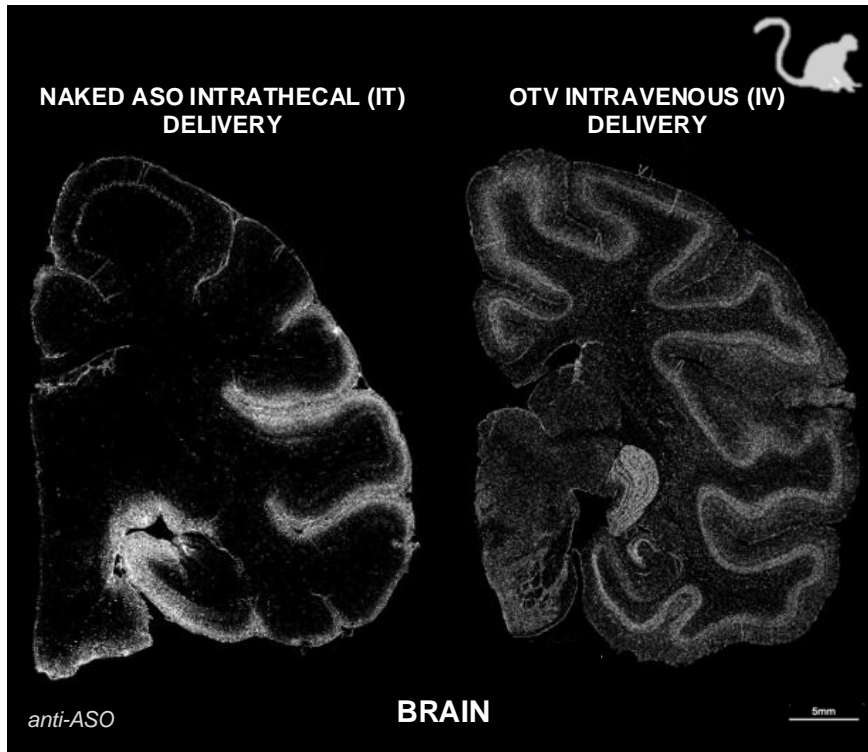 NAKED ASO INTRATHECAL (IT)
DELIVERY
OTV INTRAVENOUS (IV)
DELIVERY
anti-ASO
BRAIN
5mm